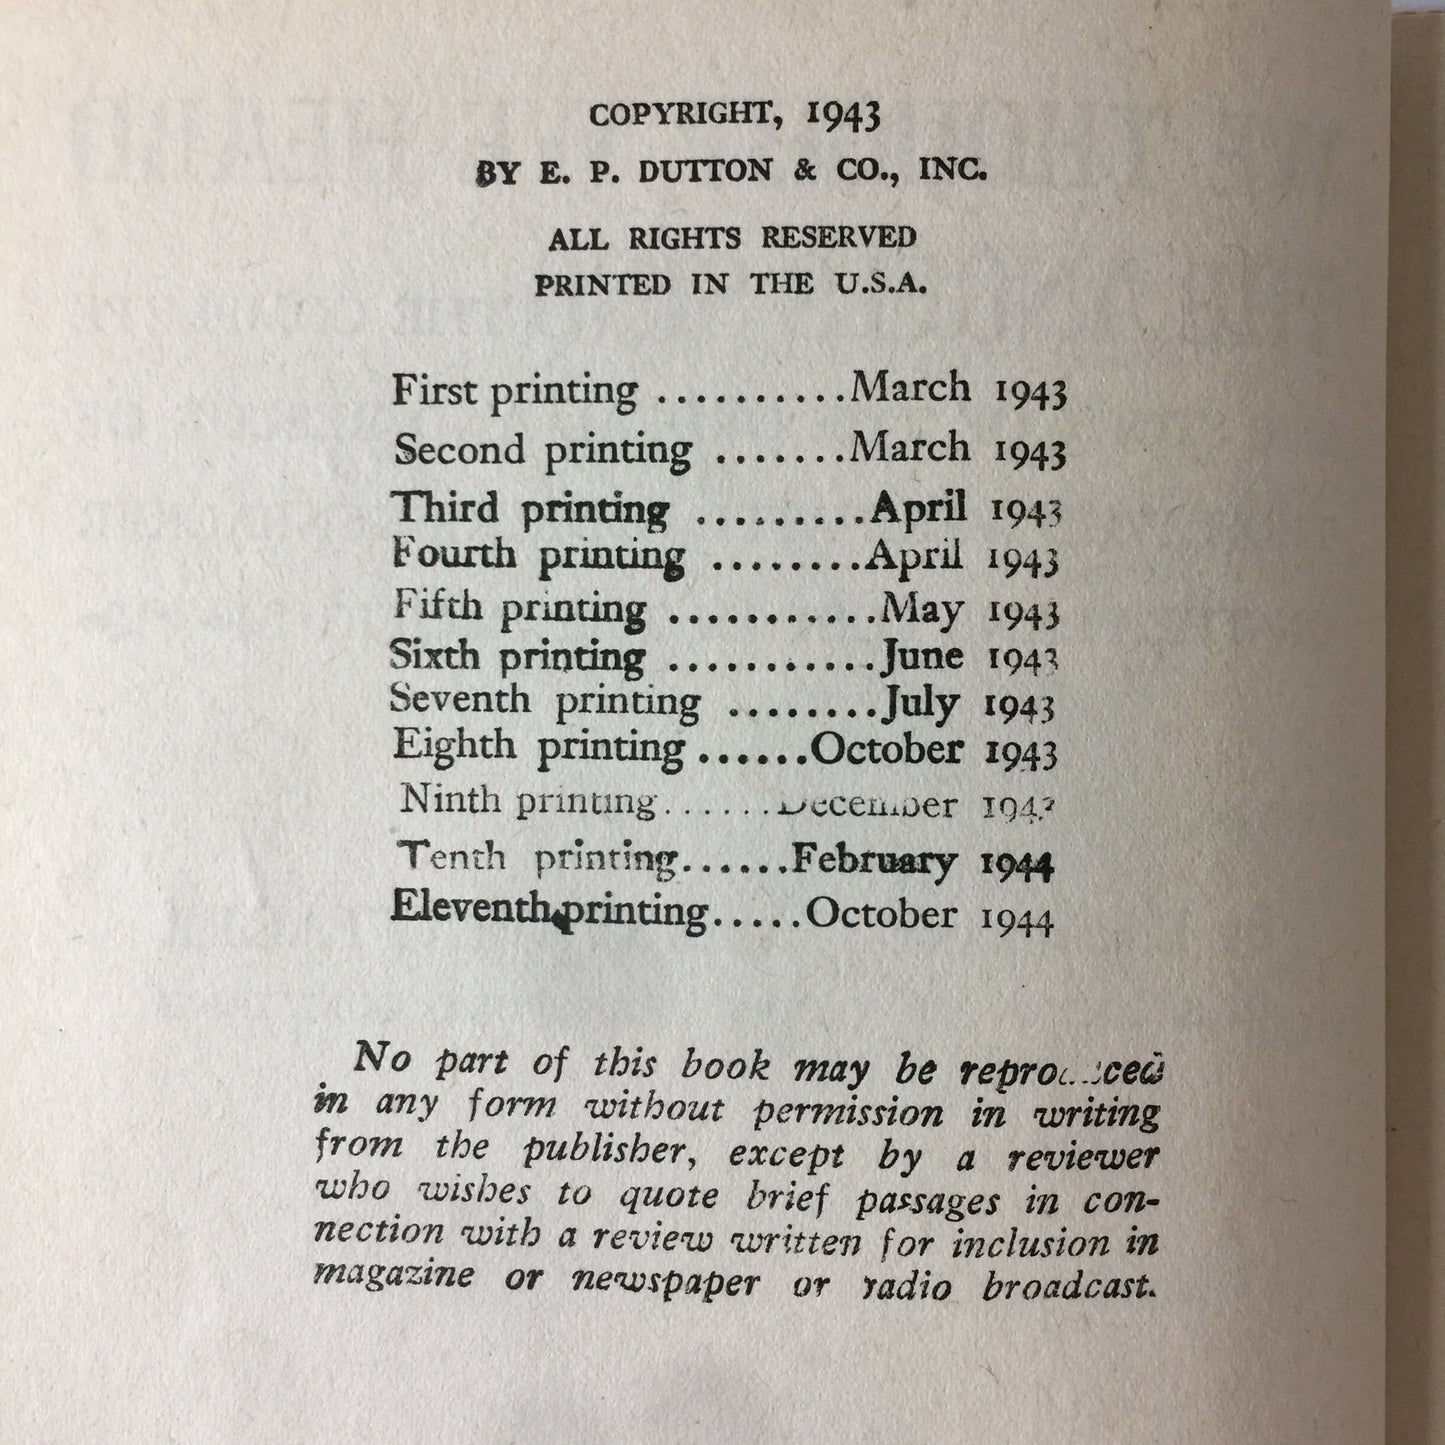 COPYRIGHT, 1943
BY E. P. DUTTON & CO., INC.
ALL RIGHTS RESERVED
PRINTED IN THE U.S.A.
First printing ..........March 1943
Second printing .......March 1943
Third printing .........April 1943
Fourth printing ........April 1943
Fifth printing ...........May 1943
Sixth printing ...........June 1943
Seventh printing ........July 1943
Eighth printing ......October 1943
Ninth printing......December 1943
Tenth printing......February 1944
Eleventh printing.....October 1944
No part of this book may be reproduced
in any form without permission in writing
from the publisher, except by a reviewer
who wishes to quote brief passages in con-
nection with a review written for inclusion in
magazine or newspaper or radio broadcast.